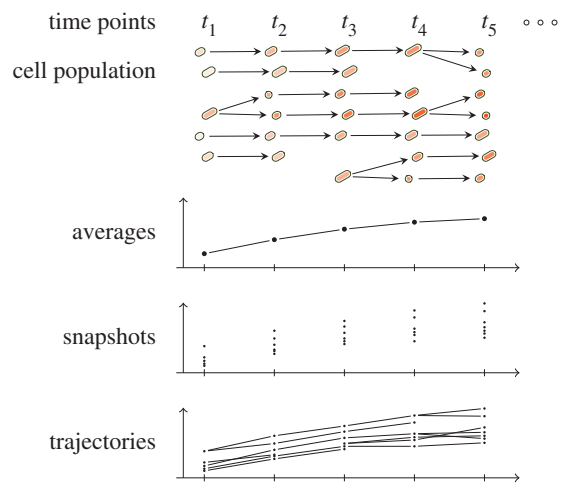 time points t₁ t₂ t₃ t₄ t₅ ∘ ∘ ∘
cell population
averages
snapshots
trajectories